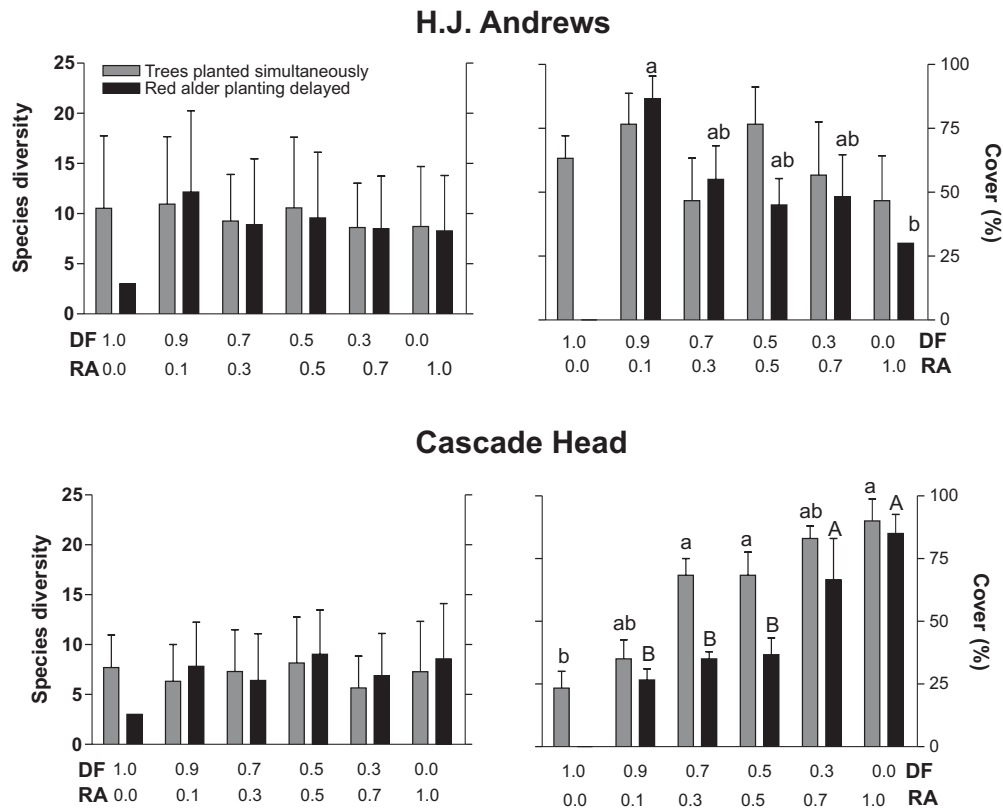 H.J. Andrews
25
20
15
10
5
0
Species diversity
Trees planted simultaneously
Red alder planting delayed
DF 1.0 0.9 0.7 0.5 0.3 0.0
RA 0.0 0.1 0.3 0.5 0.7 1.0
a
ab
ab
ab
b
100
75
50
25
0
Cover (%)
1.0 0.9 0.7 0.5 0.3 0.0 DF
0.0 0.1 0.3 0.5 0.7 1.0 RA
Cascade Head
25
20
15
10
5
0
Species diversity
DF 1.0 0.9 0.7 0.5 0.3 0.0
RA 0.0 0.1 0.3 0.5 0.7 1.0
b
ab
B
a
B
a
B
ab
A
a
A
100
75
50
25
0
Cover (%)
1.0 0.9 0.7 0.5 0.3 0.0 DF
0.0 0.1 0.3 0.5 0.7 1.0 RA